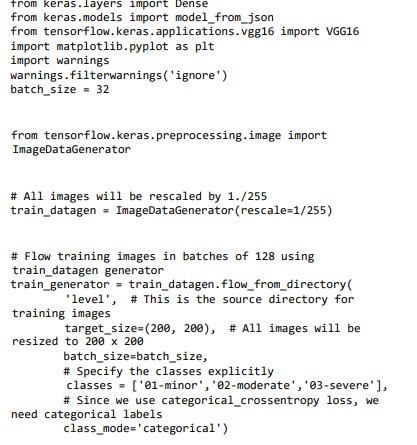 from keras.layers import Dense
from keras.models import model_from_json
from tensorflow.keras.applications.vgg16 import VGG16
import matplotlib.pyplot as plt
import warnings
warnings.filterwarnings('ignore')
batch_size = 32
from tensorflow.keras.preprocessing.image import
ImageDataGenerator
# All images will be rescaled by 1./255
train_datagen = ImageDataGenerator(rescale=1/255)
# Flow training images in batches of 128 using
train_datagen generator
train_generator = train_datagen.flow_from_directory(
'level',  # This is the source directory for
training images
target_size=(200, 200),  # All images will be
resized to 200 x 200
batch_size=batch_size,
# Specify the classes explicitly
classes = ['01-minor','02-moderate','03-severe'],
# Since we use categorical_crossentropy loss, we
need categorical labels
class_mode='categorical')